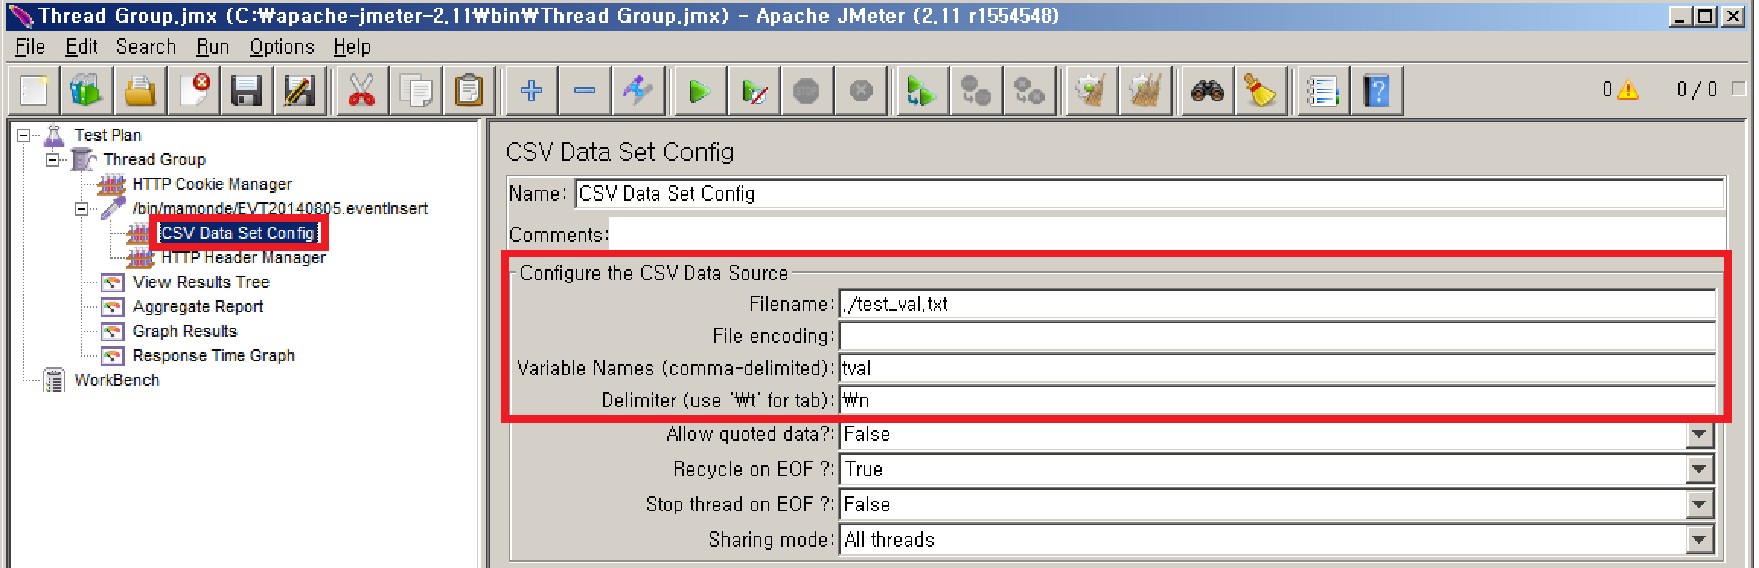 Thread Group.jmx (C:₩apache-jmeter-2.11₩bin₩Thread Group.jmx) - Apache JMeter (2.11 r1554548)
File Edit Search Run Options Help
STOP
0 0 / 0
Test Plan
Thread Group
HTTP Cookie Manager
/bin/mamonde/EVT20140805.eventInsert
CSV Data Set Config
HTTP Header Manager
View Results Tree
Aggregate Report
Graph Results
Response Time Graph
WorkBench
CSV Data Set Config
Name: CSV Data Set Config
Comments:
Configure the CSV Data Source
Filename: ./test_val.txt
File encoding:
Variable Names (comma-delimited): tval
Delimiter (use '₩t' for tab): ₩n
Allow quoted data?: False
Recycle on EOF ?: True
Stop thread on EOF ?: False
Sharing mode: All threads